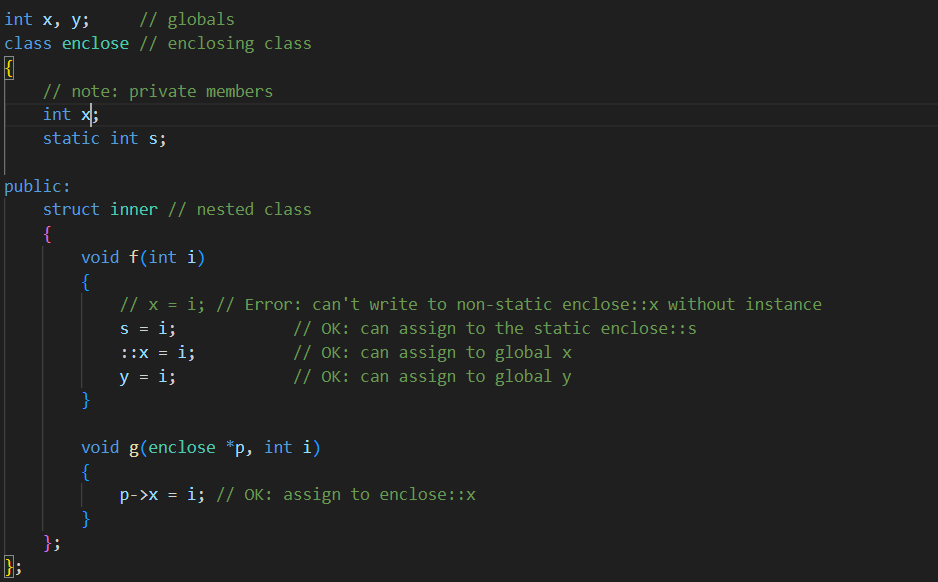 int x, y;     // globals
class enclose // enclosing class
{
    // note: private members
    int x;
    static int s;

public:
    struct inner // nested class
    {
        void f(int i)
        {
            // x = i; // Error: can't write to non-static enclose::x without instance
            s = i;            // OK: can assign to the static enclose::s
            ::x = i;          // OK: can assign to global x
            y = i;            // OK: can assign to global y
        }

        void g(enclose *p, int i)
        {
            p->x = i; // OK: assign to enclose::x
        }
    };
};